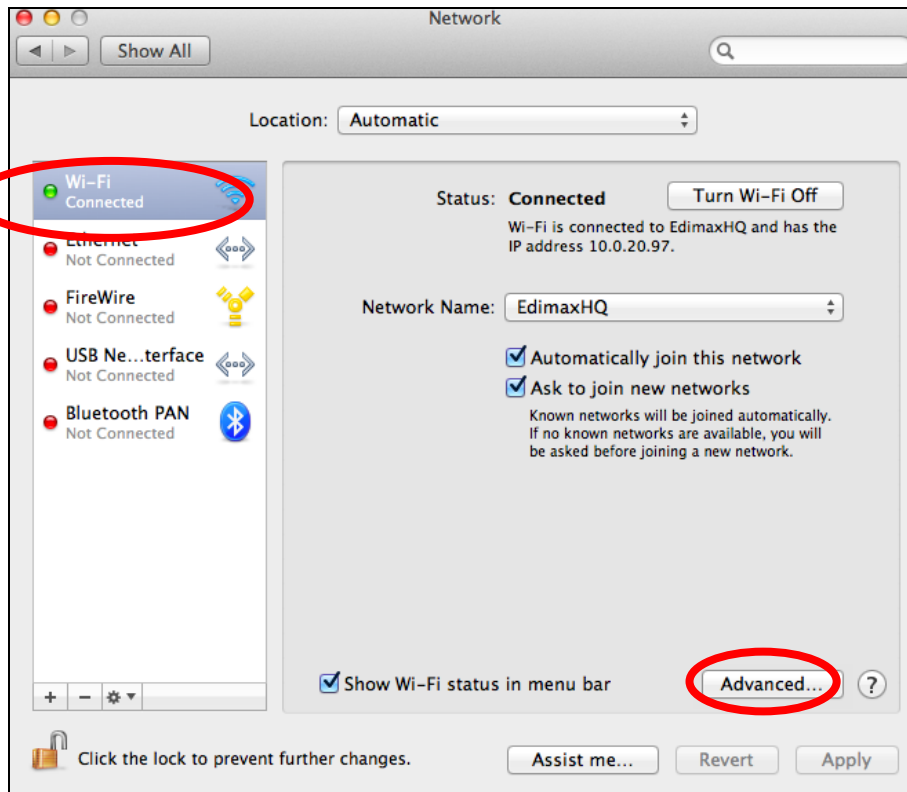 Network
Show All
Location: Automatic
Wi-Fi
Connected
Ethernet
Not Connected
FireWire
Not Connected
USB Ne...terface
Not Connected
Bluetooth PAN
Not Connected
Status: Connected
Turn Wi-Fi Off
Wi-Fi is connected to EdimaxHQ and has the
IP address 10.0.20.97.
Network Name: EdimaxHQ
Automatically join this network
Ask to join new networks
Known networks will be joined automatically.
If no known networks are available, you will
be asked before joining a new network.
Show Wi-Fi status in menu bar
Advanced...
?
Click the lock to prevent further changes.
Assist me...
Revert
Apply